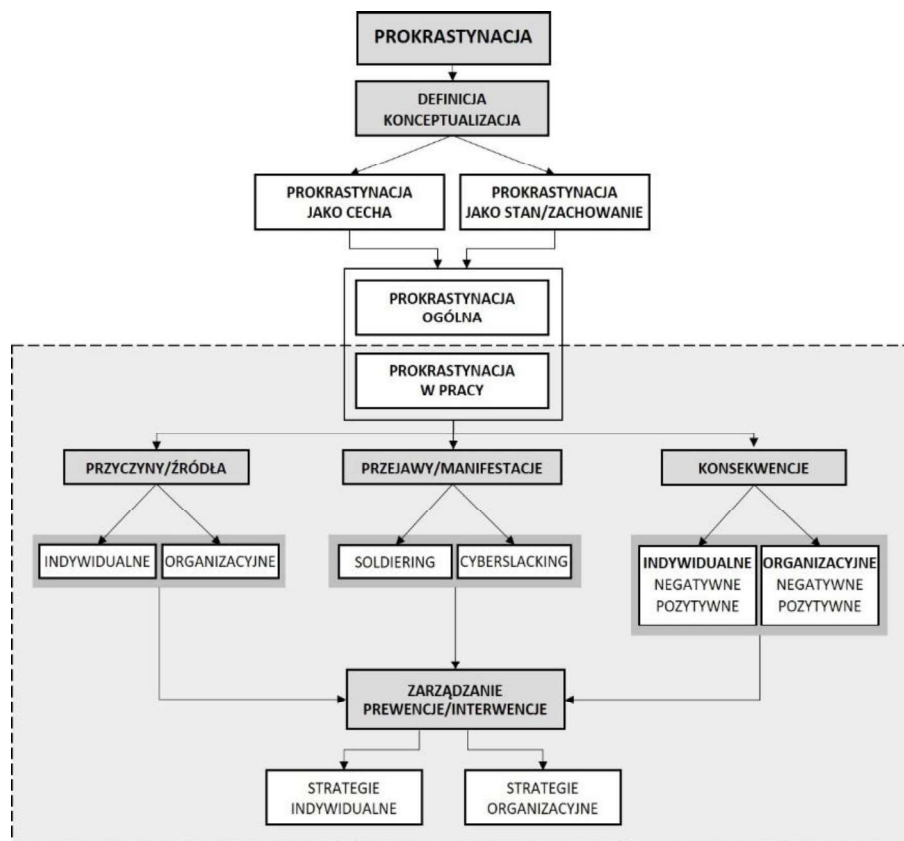 PROKRASTYNACJA
DEFINICJA
KONCEPTUALIZACJA
PROKRASTYNACJA
JAKO CECHA
PROKRASTYNACJA
JAKO STAN/ZACHOWANIE
PROKRASTYNACJA
OGÓLNA
PROKRASTYNACJA
W PRACY
PRZYCZYNY/ŹRÓDŁA
PRZEJAWY/MANIFESTACJE
KONSEKWENCJE
INDYWIDUALNE
ORGANIZACYJNE
SOLDIERING
CYBERSLACKING
INDYWIDUALNE
NEGATYWNE
POZYTYWNE
ORGANIZACYJNE
NEGATYWNE
POZYTYWNE
ZARZĄDZANIE
PREWENCJE/INTERWENCJE
STRATEGIE
INDYWIDUALNE
STRATEGIE
ORGANIZACYJNE